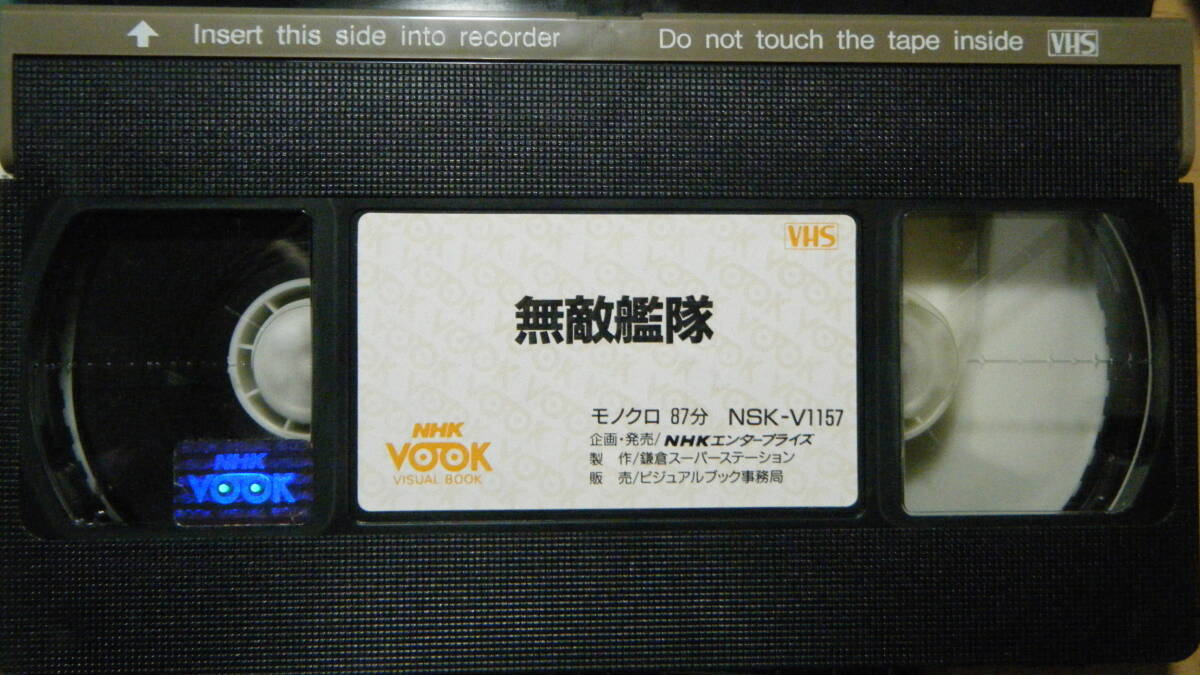 Insert this side into recorder Do not touch the tape inside VHS
VHS
無敵艦隊
モノクロ 87分 NSK-V1157
企画・発売/NHKエンタープライズ
製 作/鎌倉スーパーステーション
販 売/ビジュアルブック事務局
NHK
VOOK
VISUAL BOOK
NHK
VOOK